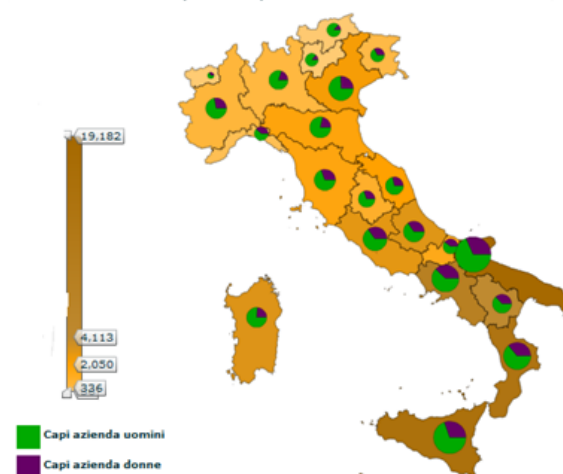 19,182
4,113
2,050
336
Capi azienda uomini
Capi azienda donne